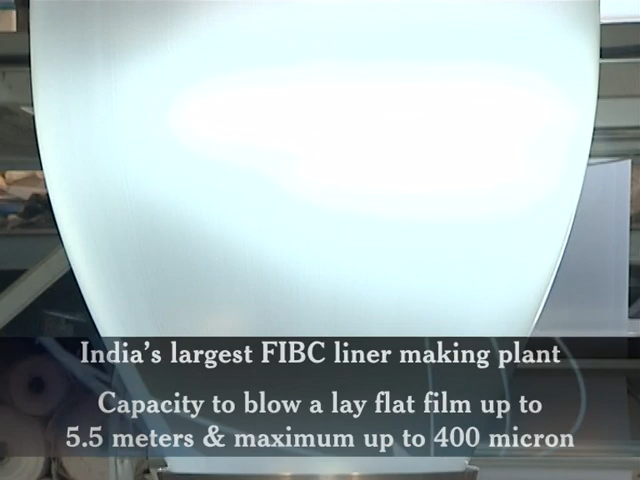 India's largest FIBC liner making plant
Capacity to blow a lay flat film up to
5.5 meters & maximum up to 400 micron